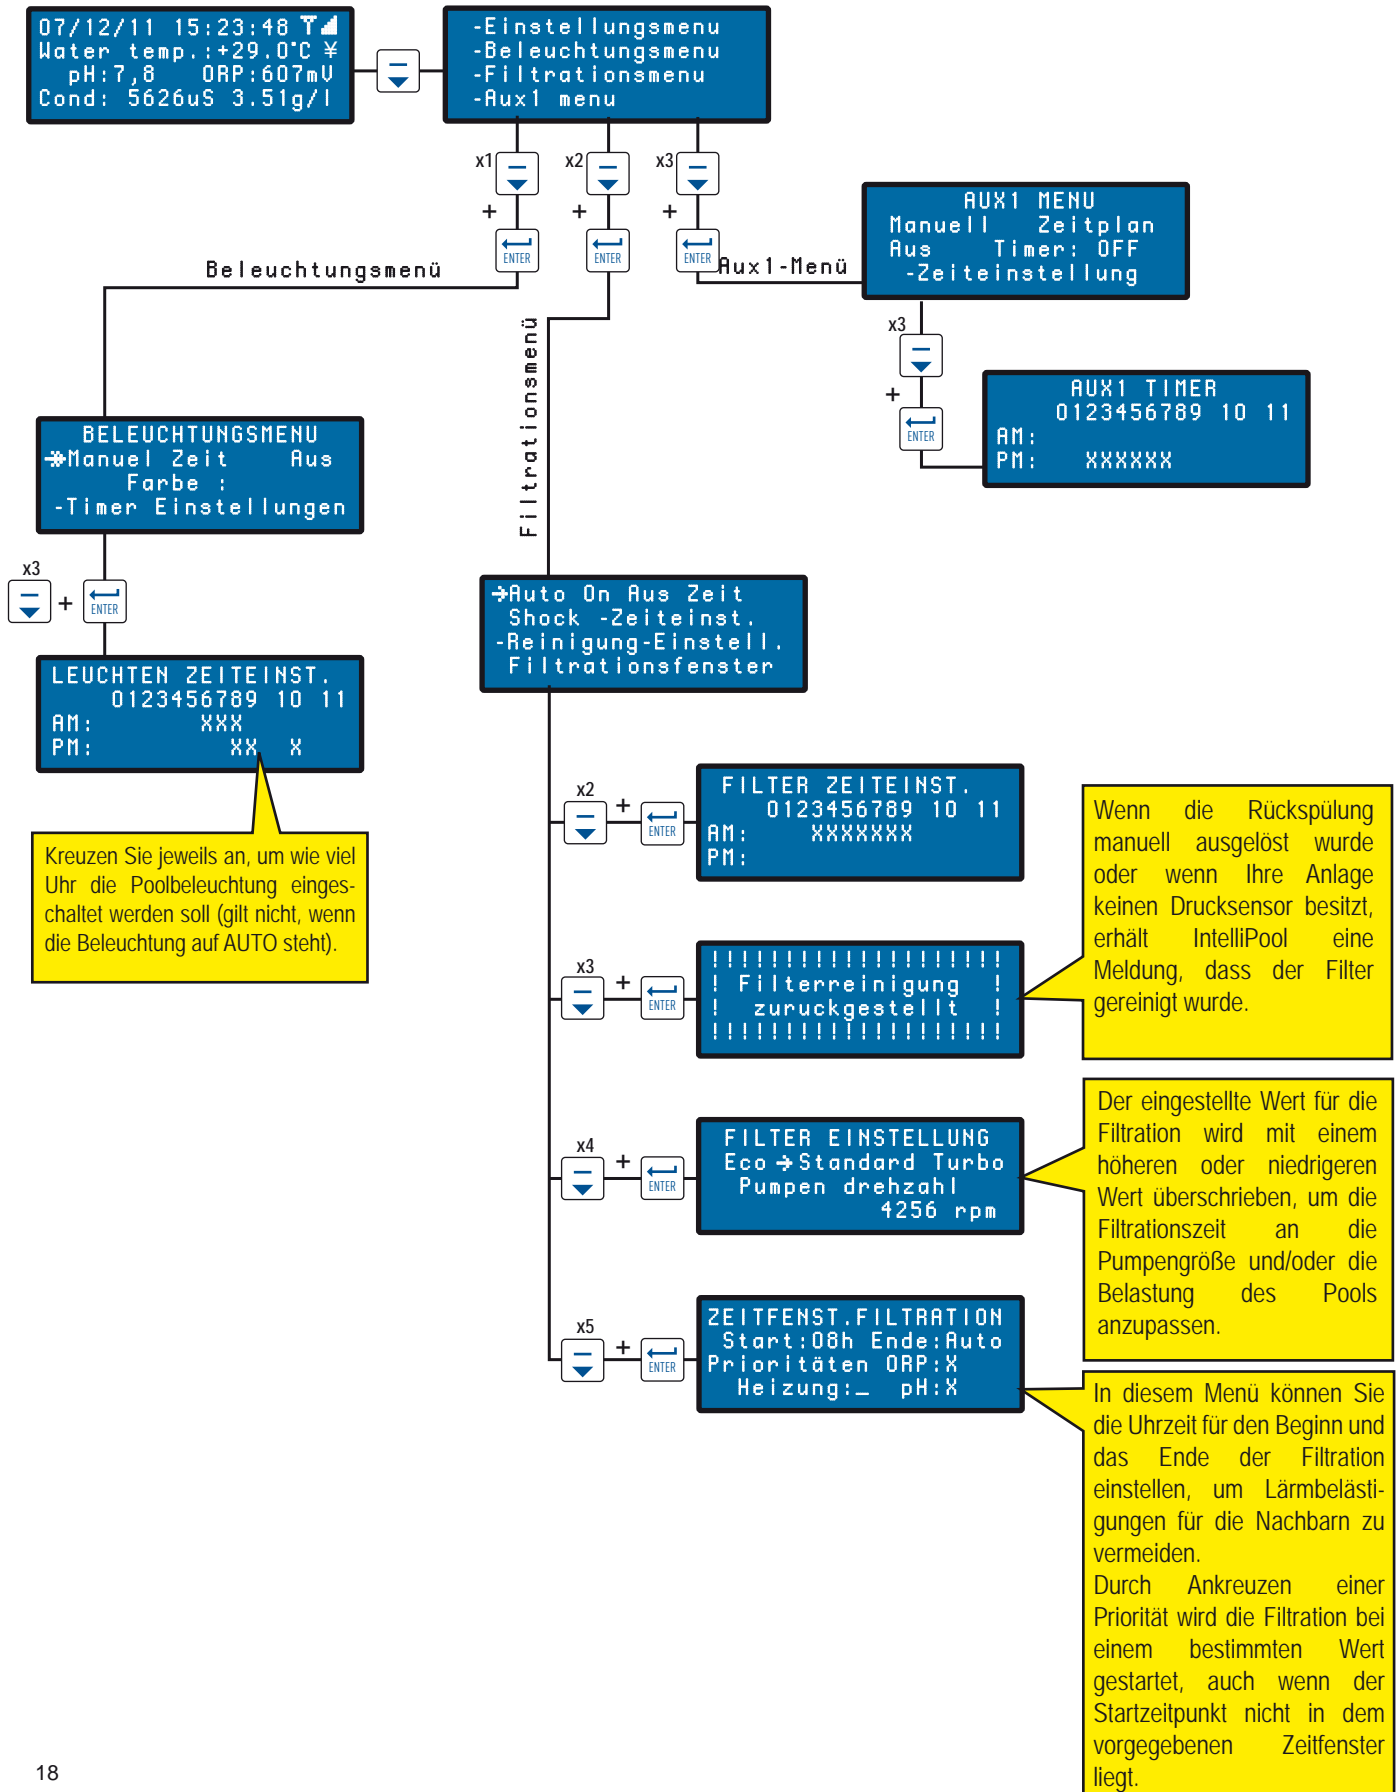 07/12/11 15:23:48
Water temp.:+29.0°C ¥
pH:7,8 ORP:607mV
Cond: 5626uS 3.51g/l
-Einstellungsmenu
-Beleuchtungsmenu
-Filtrationsmenu
-Aux1 menu
x1
x2
x3
+
+
+
ENTER
ENTER
ENTER
Beleuchtungsmenü
Filtrationsmenü
Aux1-Menü
AUX1 MENU
Manuell Zeitplan
Aus Timer: OFF
-Zeiteinstellung
x3
+
ENTER
AUX1 TIMER
0123456789 10 11
AM:
PM: XXXXXX
BELEUCHTUNGSMENU
Manuel Zeit Aus
Farbe :
-Timer Einstellungen
x3
+
ENTER
LEUCHTEN ZEITEINST.
0123456789 10 11
AM: XXX
PM: XX X
Kreuzen Sie jeweils an, um wie viel
Uhr die Poolbeleuchtung einges-
chaltet werden soll (gilt nicht, wenn
die Beleuchtung auf AUTO steht).
→Auto On Aus Zeit
Shock -Zeiteinst.
-Reinigung-Einstell.
Filtrationsfenster
x2
+
ENTER
FILTER ZEITEINST.
0123456789 10 11
AM: XXXXXXX
PM:
x3
+
ENTER
!!!!!!!!!!!!!!!!!!!!
! Filterreinigung !
! zuruckgestellt !
!!!!!!!!!!!!!!!!!!!!
Wenn die Rückspülung
manuell ausgelöst wurde
oder wenn Ihre Anlage
keinen Drucksensor besitzt,
erhält IntelliPool eine
Meldung, dass der Filter
gereinigt wurde.
x4
+
ENTER
FILTER EINSTELLUNG
Eco →Standard Turbo
Pumpen drehzahl
4256 rpm
Der eingestellte Wert für die
Filtration wird mit einem
höheren oder niedrigeren
Wert überschrieben, um die
Filtrationszeit an die
Pumpengröße und/oder die
Belastung des Pools
anzupassen.
x5
+
ENTER
ZEITFENST.FILTRATION
Start:08h Ende:Auto
Prioritäten ORP:X
Heizung:_ pH:X
In diesem Menü können Sie
die Uhrzeit für den Beginn und
das Ende der Filtration
einstellen, um Lärmbelästi-
gungen für die Nachbarn zu
vermeiden.
Durch Ankreuzen einer
Priorität wird die Filtration bei
einem bestimmten Wert
gestartet, auch wenn der
Startzeitpunkt nicht in dem
vorgegebenen Zeitfenster
liegt.
18